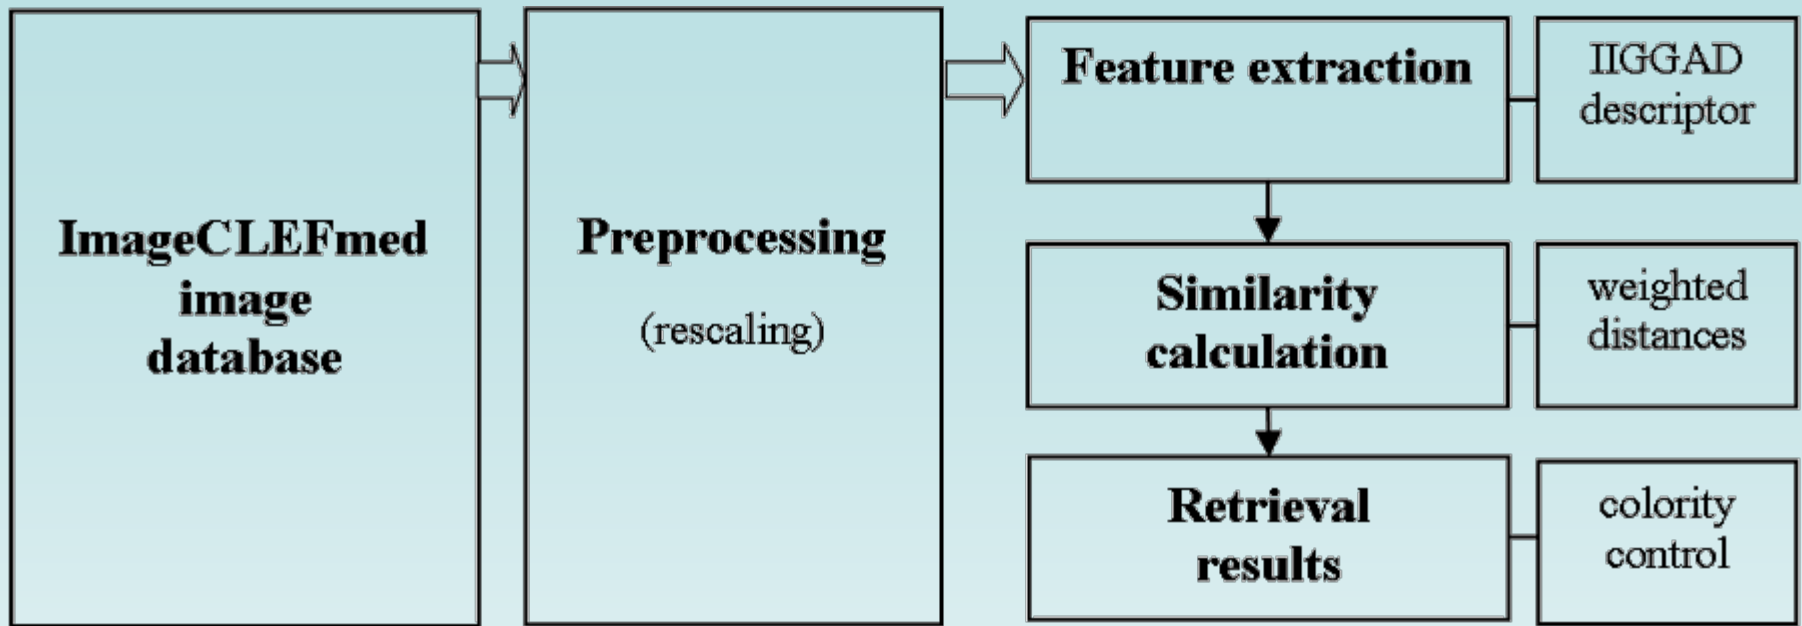 ImageCLEFmed
image
database
Preprocessing
(rescaling)
Feature extraction
IIGGAD
descriptor
Similarity
calculation
weighted
distances
Retrieval
results
colority
control